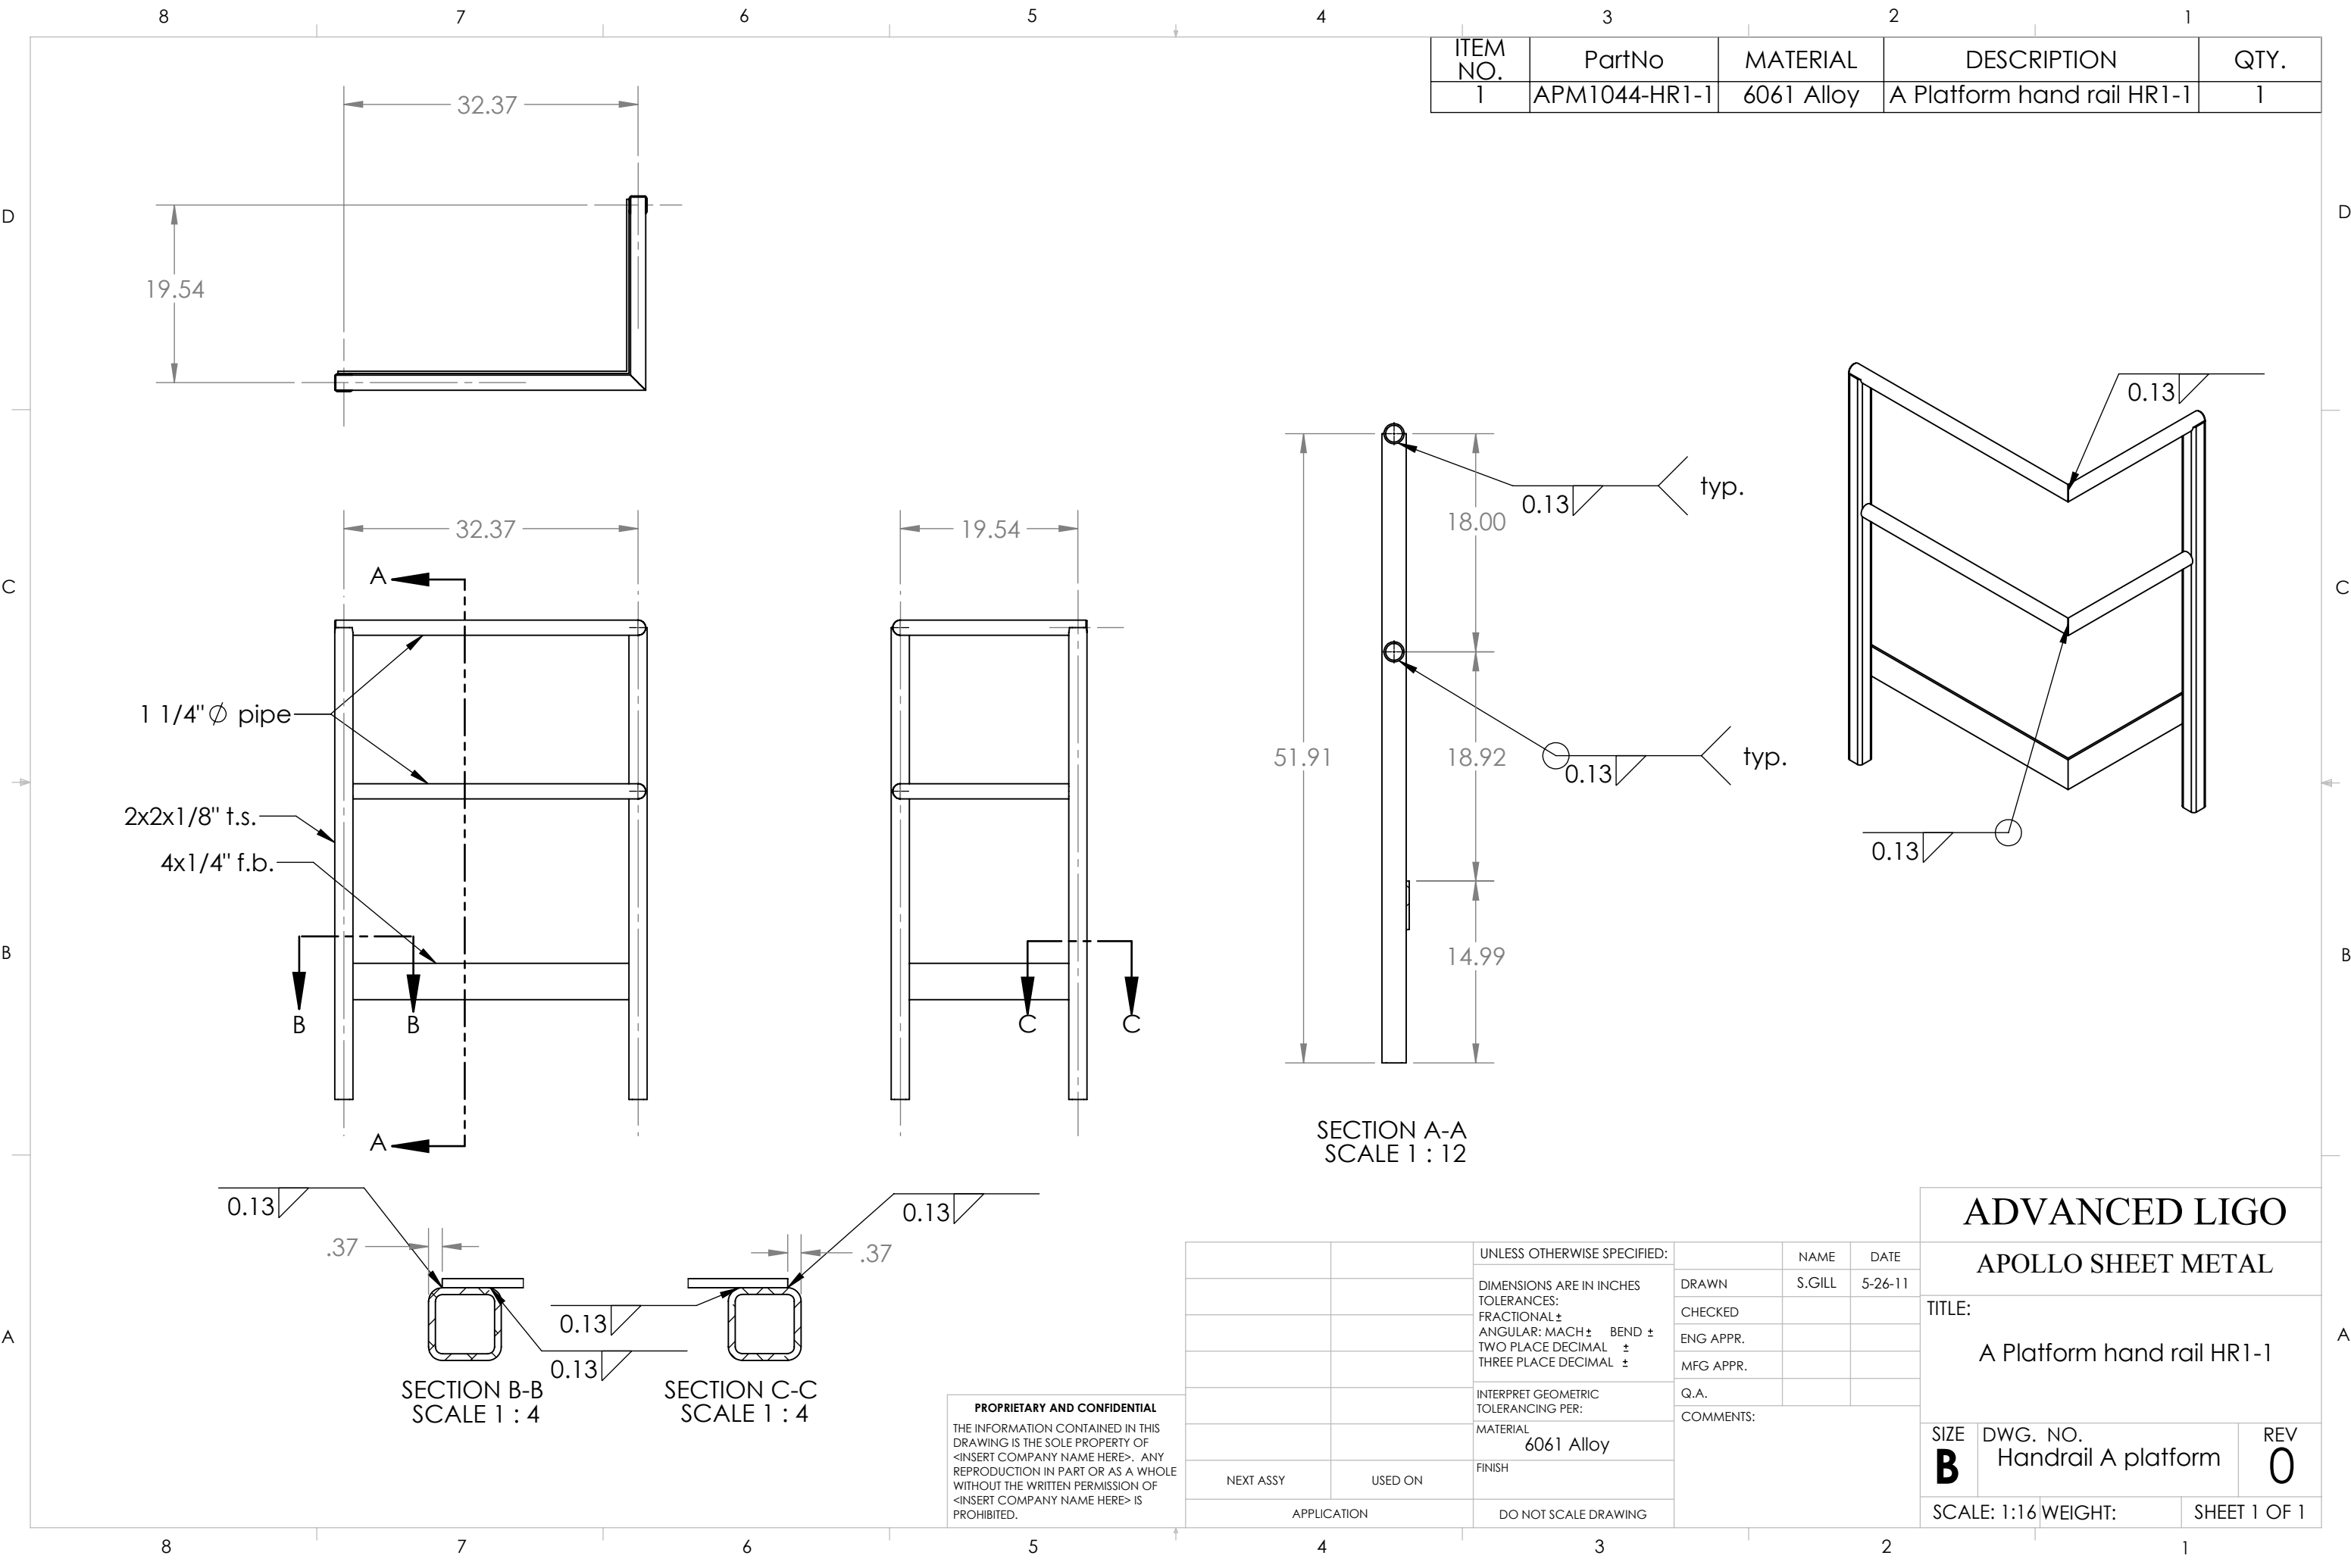 8 7 6 5 4 3 2 1
ITEM NO. PartNo MATERIAL DESCRIPTION QTY.
1 APM1044-HR1-1 6061 Alloy A Platform hand rail HR1-1 1
D D
32.37
19.54
C C
32.37
19.54
A
1 1/4"∅ pipe
2x2x1/8" t.s.
4x1/4" f.b.
B B
C C
A
18.00
18.92
51.91
14.99
0.13 typ.
0.13 typ.
SECTION A-A
SCALE 1 : 12
0.13
0.13
B B
0.13
.37
0.13
SECTION B-B
SCALE 1 : 4
0.13
.37
0.13
SECTION C-C
SCALE 1 : 4
A A
PROPRIETARY AND CONFIDENTIAL
THE INFORMATION CONTAINED IN THIS
DRAWING IS THE SOLE PROPERTY OF
<INSERT COMPANY NAME HERE>. ANY
REPRODUCTION IN PART OR AS A WHOLE
WITHOUT THE WRITTEN PERMISSION OF
<INSERT COMPANY NAME HERE> IS
PROHIBITED.
NEXT ASSY USED ON
APPLICATION
UNLESS OTHERWISE SPECIFIED:
DIMENSIONS ARE IN INCHES
TOLERANCES:
FRACTIONAL±
ANGULAR: MACH± BEND ±
TWO PLACE DECIMAL ±
THREE PLACE DECIMAL ±
INTERPRET GEOMETRIC
TOLERANCING PER:
MATERIAL
6061 Alloy
FINISH
DO NOT SCALE DRAWING
NAME DATE
DRAWN S.GILL 5-26-11
CHECKED
ENG APPR.
MFG APPR.
Q.A.
COMMENTS:
ADVANCED LIGO
APOLLO SHEET METAL
TITLE:
A Platform hand rail HR1-1
SIZE DWG. NO. REV
B Handrail A platform 0
SCALE: 1:16 WEIGHT: SHEET 1 OF 1
8 7 6 5 4 3 2 1